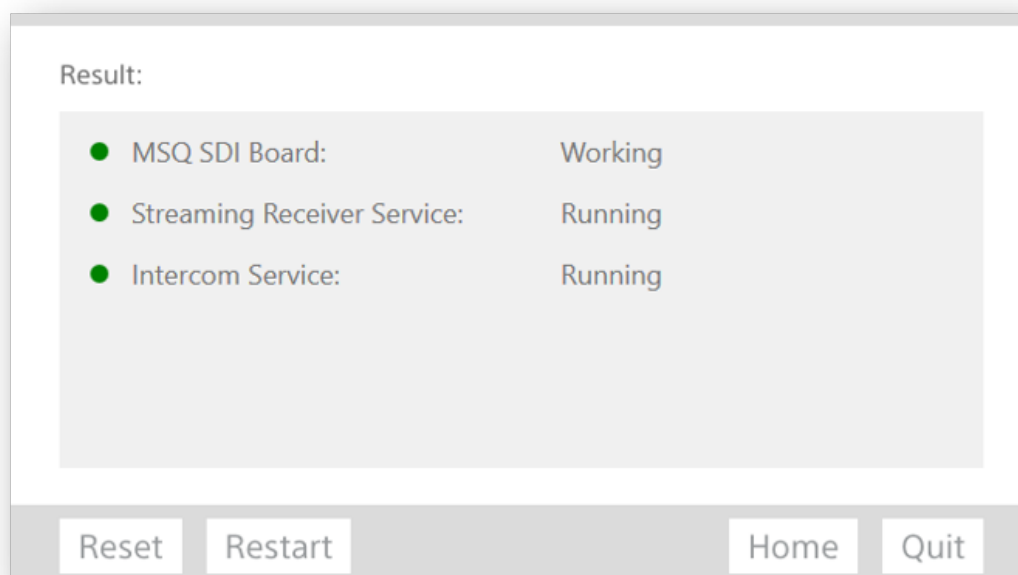 Result:
MSQ SDI Board: Working
Streaming Receiver Service: Running
Intercom Service: Running
Reset Restart Home Quit